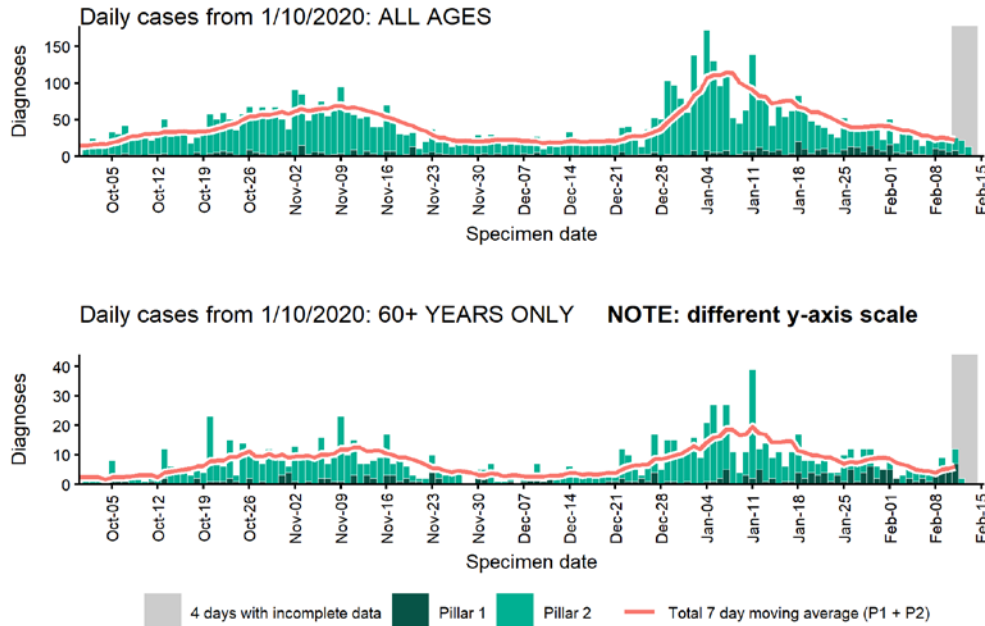 Daily cases from 1/10/2020: ALL AGES
Diagnoses
150
100
50
0
Oct-05
Oct-12
Oct-19
Oct-26
Nov-02
Nov-09
Nov-16
Nov-23
Nov-30
Dec-07
Dec-14
Dec-21
Dec-28
Jan-04
Jan-11
Jan-18
Jan-25
Feb-01
Feb-08
Feb-15
Specimen date
Daily cases from 1/10/2020: 60+ YEARS ONLY NOTE: different y-axis scale
Diagnoses
40
30
20
10
0
Oct-05
Oct-12
Oct-19
Oct-26
Nov-02
Nov-09
Nov-16
Nov-23
Nov-30
Dec-07
Dec-14
Dec-21
Dec-28
Jan-04
Jan-11
Jan-18
Jan-25
Feb-01
Feb-08
Feb-15
Specimen date
4 days with incomplete data Pillar 1 Pillar 2 Total 7 day moving average (P1 + P2)